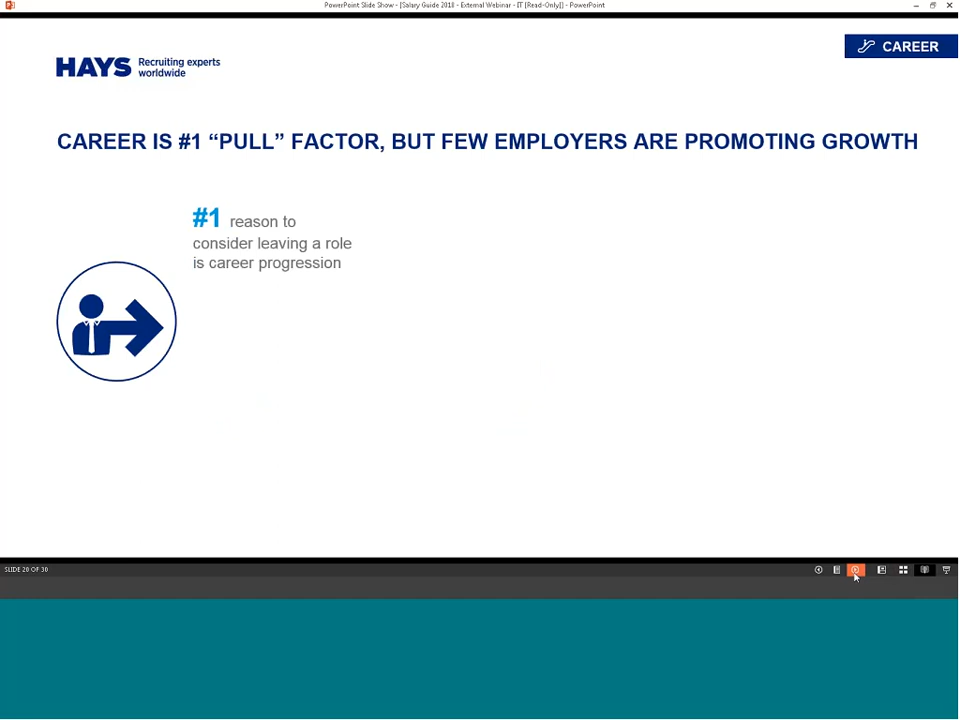 PowerPoint Slide Show - [Salary Guide 2018 - External Webinar - IT [Read-Only]] - PowerPoint
CAREER
HAYS Recruiting experts
worldwide
CAREER IS #1 “PULL” FACTOR, BUT FEW EMPLOYERS ARE PROMOTING GROWTH
#1 reason to
consider leaving a role
is career progression
SLIDE 20 OF 30